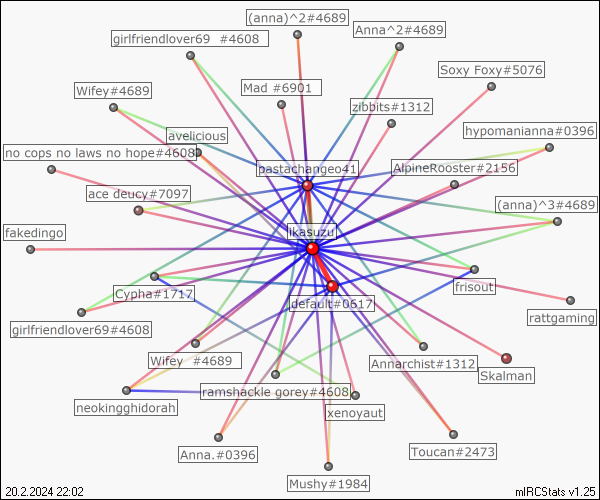 (anna)^2#4689
girlfriendlover69  #4608
Anna^2#4689
Soxy Foxy#5076
Wifey#4689
Mad #6901
zibbits#1312
avelicious
hypomanianna#0396
no cops no laws no hope#4608
pastachangeo41
AlpineRooster#2156
ace deucy#7097
(anna)^3#4689
fakedingo
ikasuzu
Cypha#1717
default#0617
frisout
girlfriendlover69#4608
rattgaming
Wifey  #4689
Annarchist#1312
Skalman
ramshackle gorey#4608
neokingghidorah
xenoyaut
Anna.#0396
Toucan#2473
Mushy#1984
20.2.2024 22:02
mIRCStats v1.25